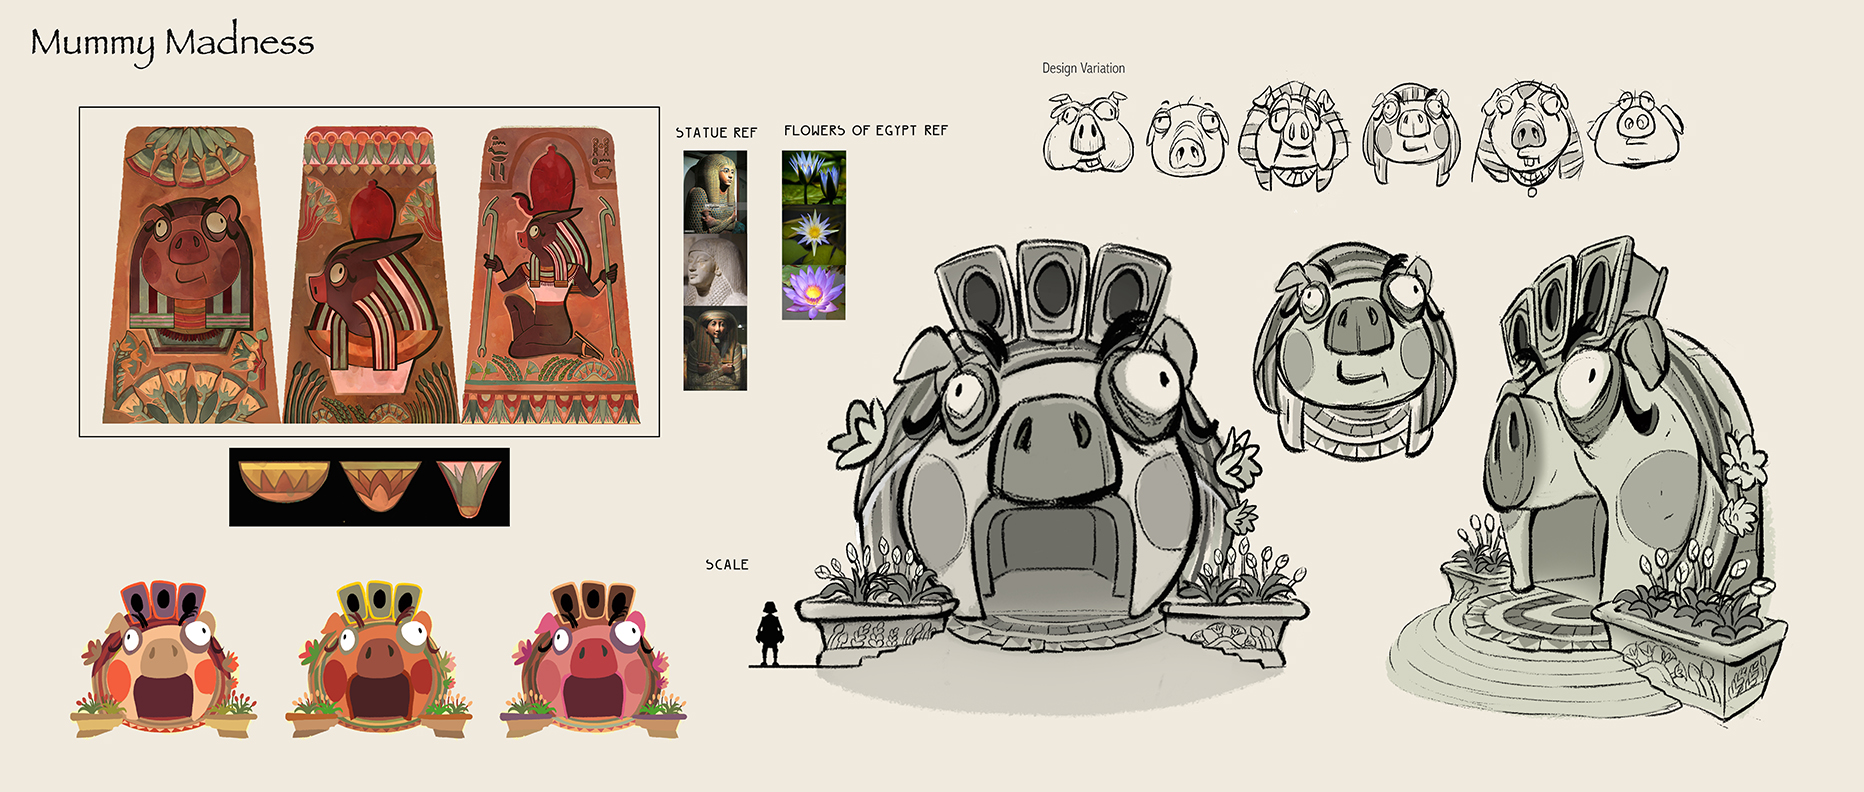 Mummy Madness
Design Variation
STATUE REF
FLOWERS OF EGYPT REF
SCALE